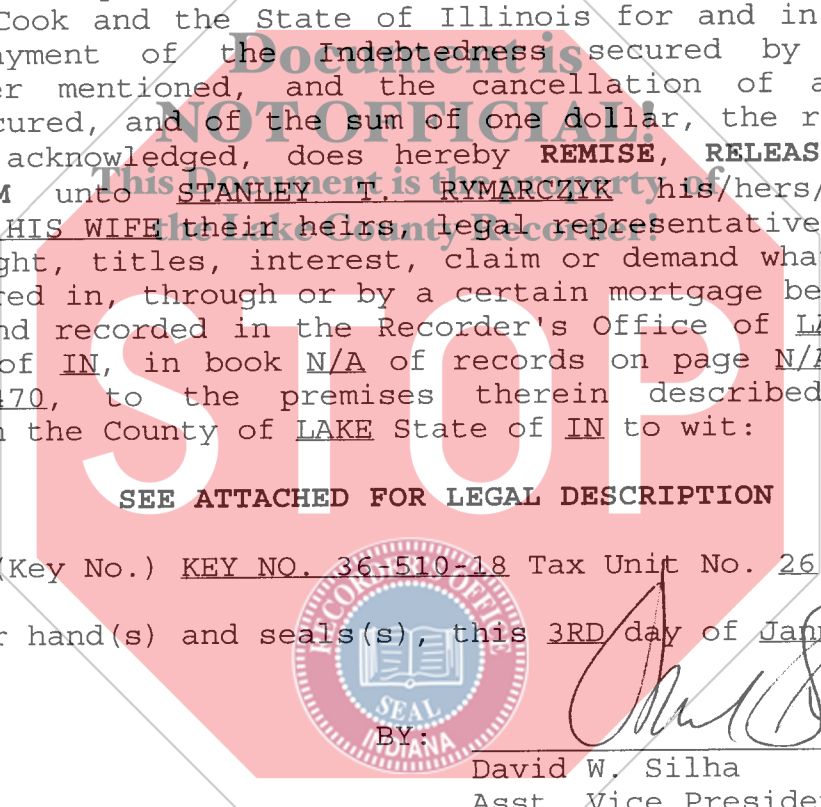 Cook and the State of Illinois for and in
yment of the Indebtedness secured by
er mentioned, and the cancellation of a
cured, and of the sum of one dollar, the r
acknowledged, does hereby REMISE, RELEAS
M unto STANLEY T. RYMARCZYK his/hers/
HIS WIFE their heirs, legal representative
ght, titles, interest, claim or demand wha
red in, through or by a certain mortgage be
nd recorded in the Recorder's Office of LA
of IN, in book N/A of records on page N/A
470, to the premises therein described
n the County of LAKE State of IN to wit:
SEE ATTACHED FOR LEGAL DESCRIPTION
(Key No.) KEY NO. 36-510-18 Tax Unit No. 26
r hand(s) and seals(s), this 3RD day of Jan
BY:
David W. Silha
Asst. Vice Presiden
Document is
NOT OFFICIAL!
This Document is the property of
the Lake County Recorder!
STOP
RECORDER'S OFFICE
SEAL
INDIANA